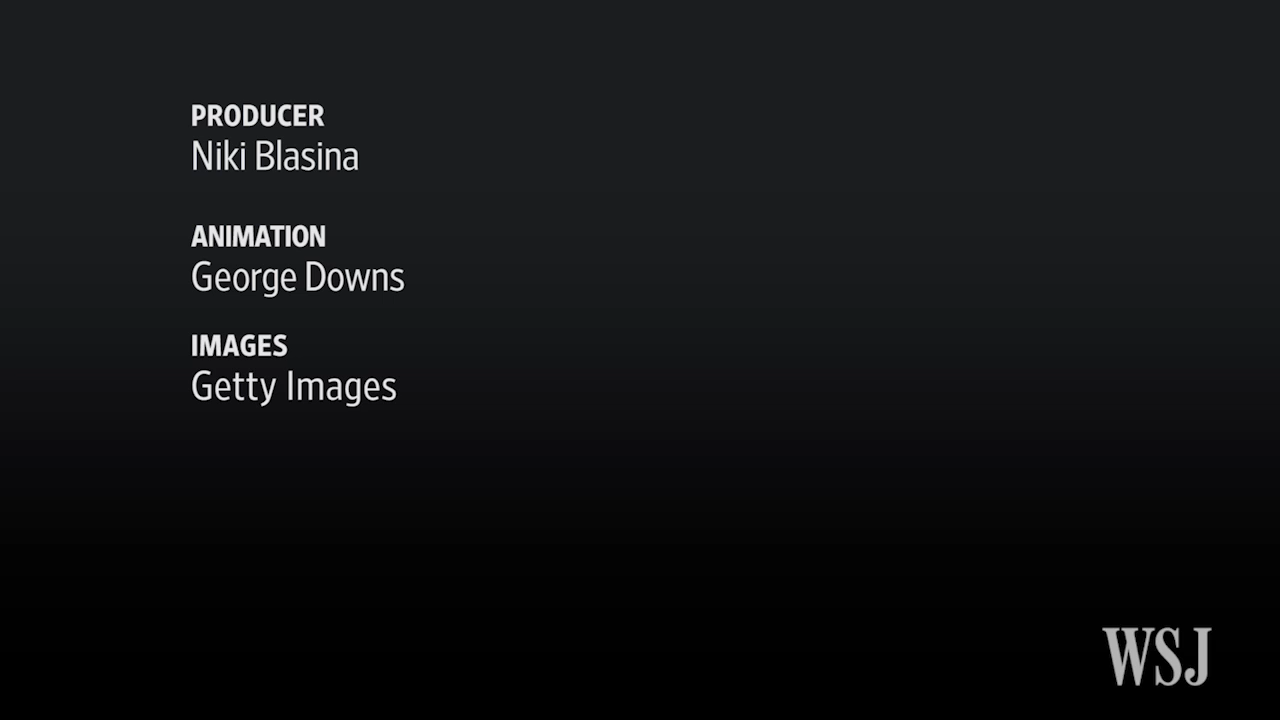 PRODUCER
Niki Blasina
ANIMATION
George Downs
IMAGES
Getty Images
WSJ